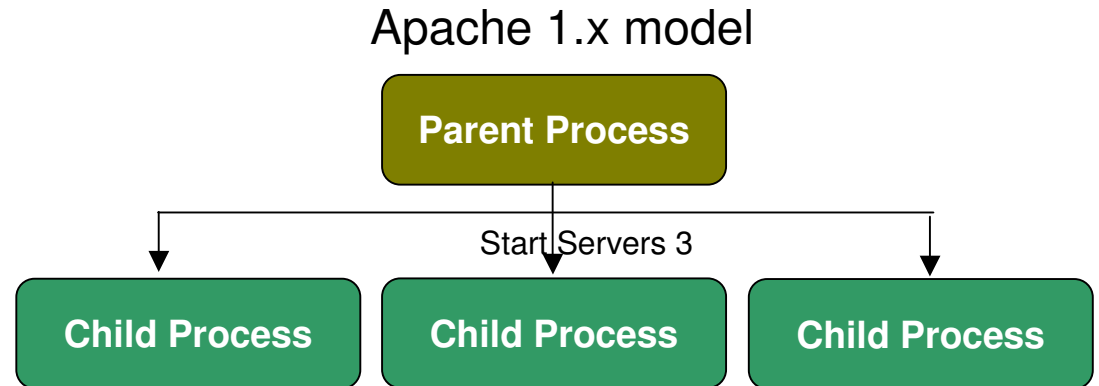 Apache 1.x model
Parent Process
Start Servers 3
Child Process
Child Process
Child Process